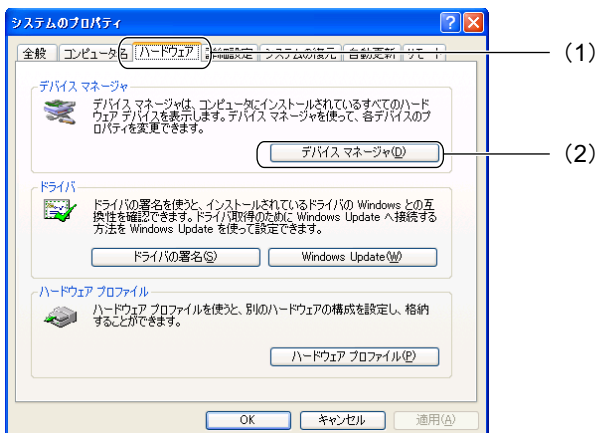 システムのプロパティ
全般 コンピュータ名 ハードウェア 詳細設定 システムの復元 自動更新 リモート
(1)
デバイス マネージャ
デバイス マネージャは、コンピュータにインストールされているすべてのハード
ウェア デバイスを表示します。デバイス マネージャを使って、各デバイスのプ
ロパティを変更できます。
デバイス マネージャ(D)
(2)
ドライバ
ドライバの署名を使うと、インストールされているドライバの Windows との互
換性を確認できます。ドライバ取得のために Windows Update へ接続する
方法を Windows Update を使って設定できます。
ドライバの署名(S)
Windows Update(W)
ハードウェア プロファイル
ハードウェア プロファイルを使うと、別のハードウェアの構成を設定し、格納
することができます。
ハードウェア プロファイル(P)
OK キャンセル 適用(A)